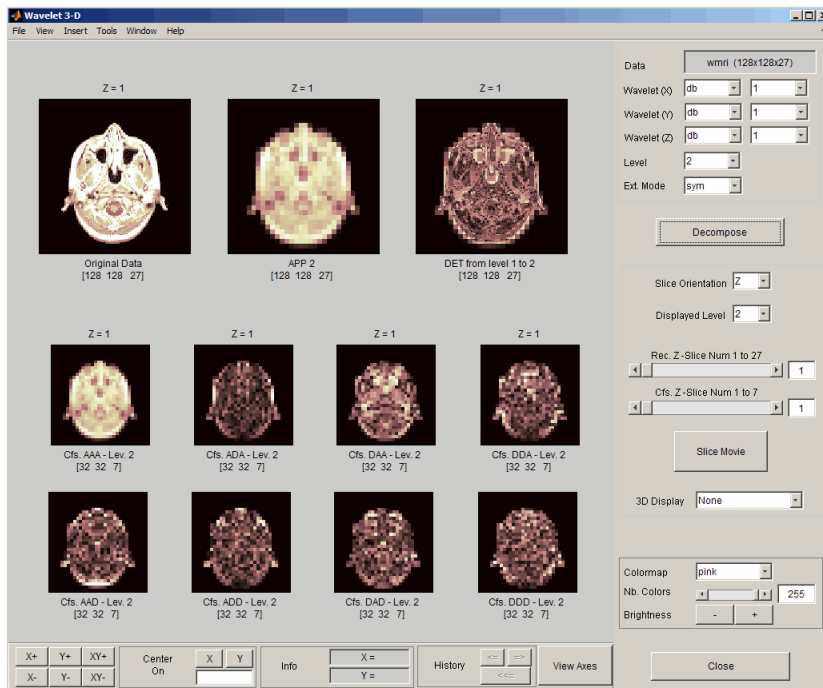 Wavelet 3-D
File View Insert Tools Window Help
Z = 1
Z = 1
Z = 1
Original Data
[128 128 27]
APP 2
[128 128 27]
DET from level 1 to 2
[128 128 27]
Z = 1
Z = 1
Z = 1
Z = 1
Cfs. AAA - Lev. 2
[32 32 7]
Cfs. ADA - Lev. 2
[32 32 7]
Cfs. DAA - Lev. 2
[32 32 7]
Cfs. DDA - Lev. 2
[32 32 7]
Cfs. AAD - Lev. 2
[32 32 7]
Cfs. ADD - Lev. 2
[32 32 7]
Cfs. DAD - Lev. 2
[32 32 7]
Cfs. DDD - Lev. 2
[32 32 7]
Data wmri (128x128x27)
Wavelet (X) db 1
Wavelet (Y) db 1
Wavelet (Z) db 1
Level 2
Ext. Mode sym
Decompose
Slice Orientation Z
Displayed Level 2
Rec. Z-Slice Num 1 to 27
1
Cfs. Z-Slice Num 1 to 7
1
Slice Movie
3D Display None
Colormap pink
Nb. Colors 255
Brightness - +
X+ Y+ XY+
X- Y- XY-
Center
On
X Y
Info
X =
Y =
History
<= =>
<<=
View Axes
Close